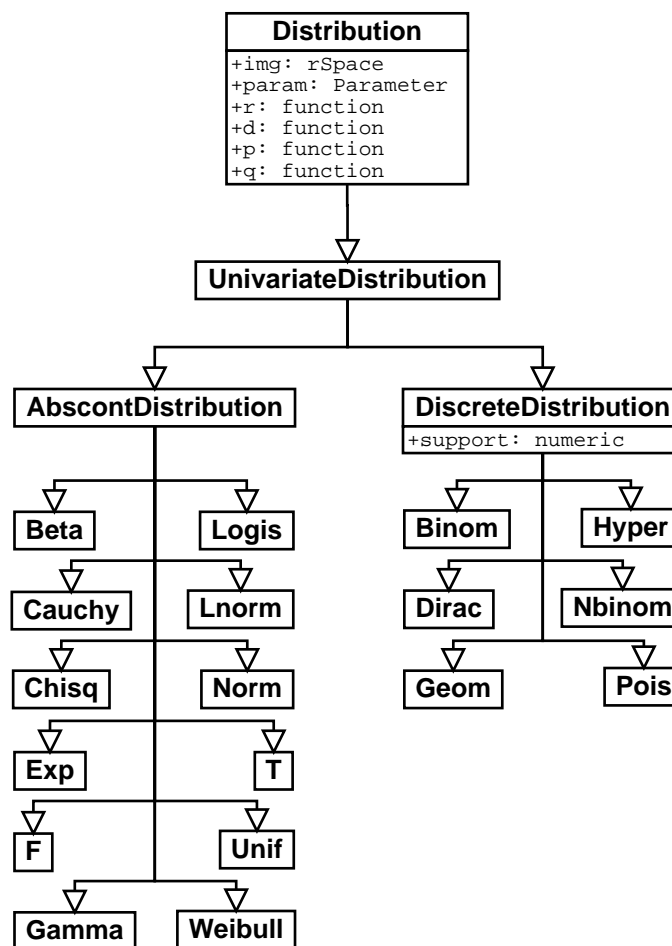 Distribution
+img: rSpace
+param: Parameter
+r: function
+d: function
+p: function
+q: function
UnivariateDistribution
AbscontDistribution
DiscreteDistribution
+support: numeric
Beta
Logis
Binom
Hyper
Cauchy
Lnorm
Dirac
Nbinom
Chisq
Norm
Geom
Pois
Exp
T
F
Unif
Gamma
Weibull